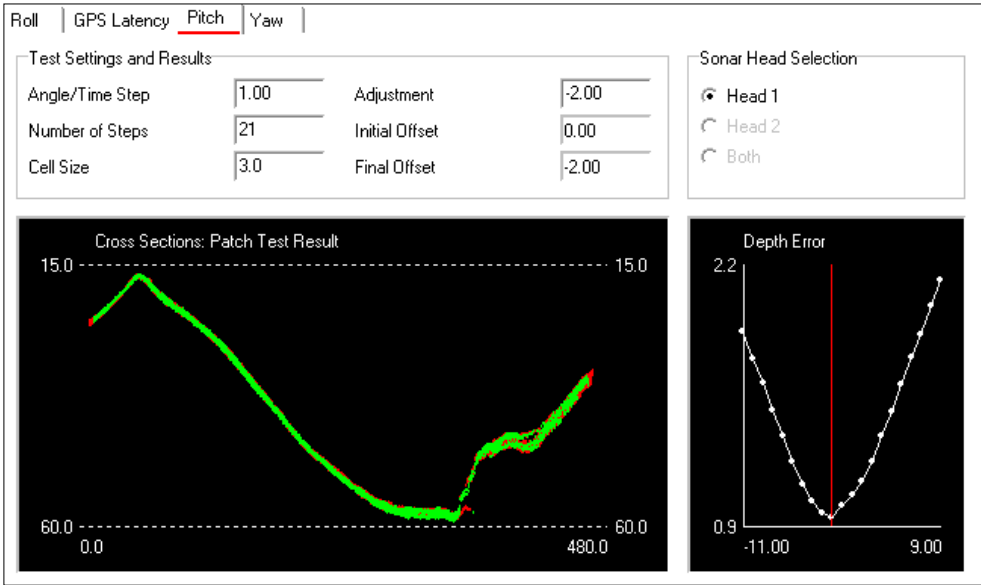 Roll GPS Latency Pitch Yaw
Test Settings and Results
Angle/Time Step 1.00 Adjustment -2.00
Number of Steps 21 Initial Offset 0.00
Cell Size 3.0 Final Offset -2.00
Sonar Head Selection
Head 1
Head 2
Both
Cross Sections: Patch Test Result
15.0 15.0
60.0 60.0
0.0 480.0
Depth Error
2.2
0.9
-11.00 9.00